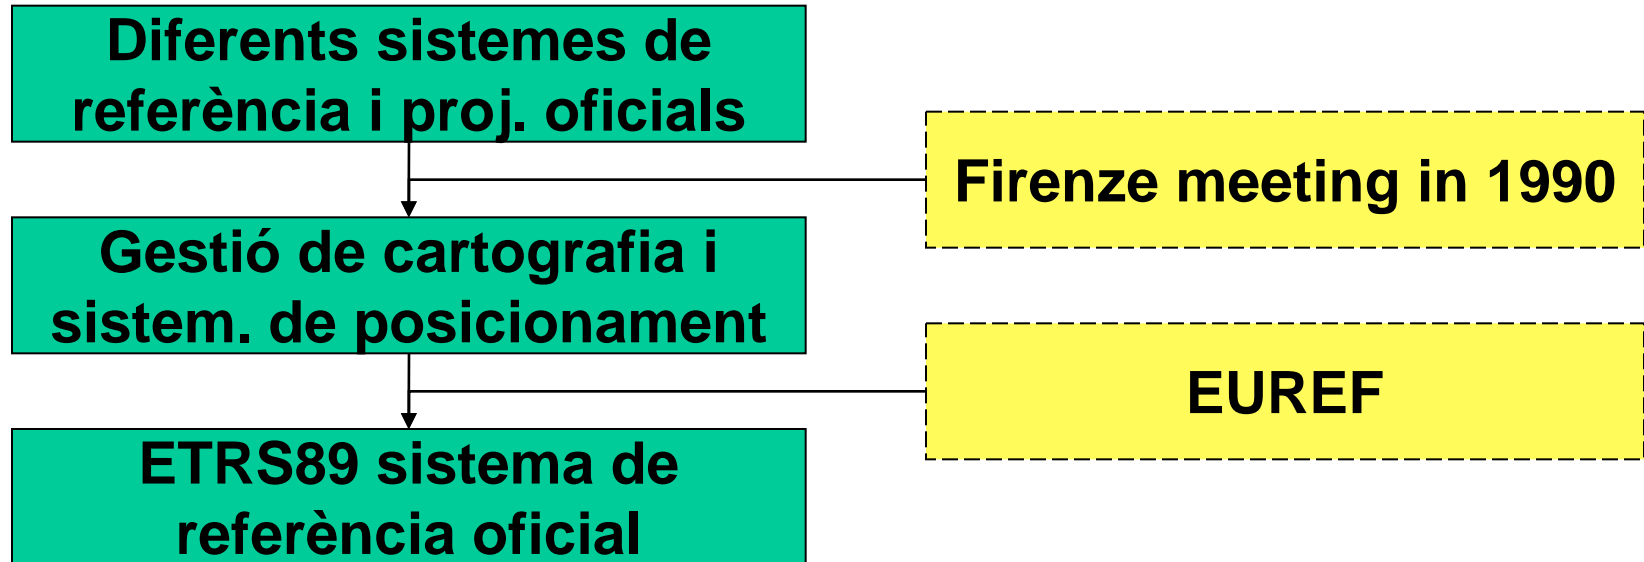 Diferents sistemes de
referència i proj. oficials
Firenze meeting in 1990
Gestió de cartografia i
sistem. de posicionament
EUREF
ETRS89 sistema de
referència oficial